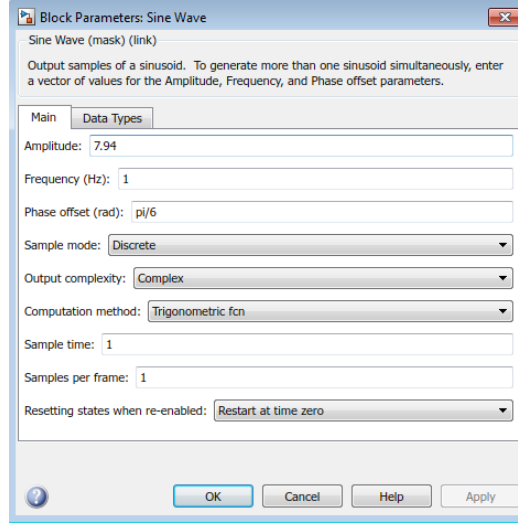 Block Parameters: Sine Wave
Sine Wave (mask) (link)
Output samples of a sinusoid. To generate more than one sinusoid simultaneously, enter
a vector of values for the Amplitude, Frequency, and Phase offset parameters.
Main Data Types
Amplitude: 7.94
Frequency (Hz): 1
Phase offset (rad): pi/6
Sample mode: Discrete
Output complexity: Complex
Computation method: Trigonometric fcn
Sample time: 1
Samples per frame: 1
Resetting states when re-enabled: Restart at time zero
OK Cancel Help Apply